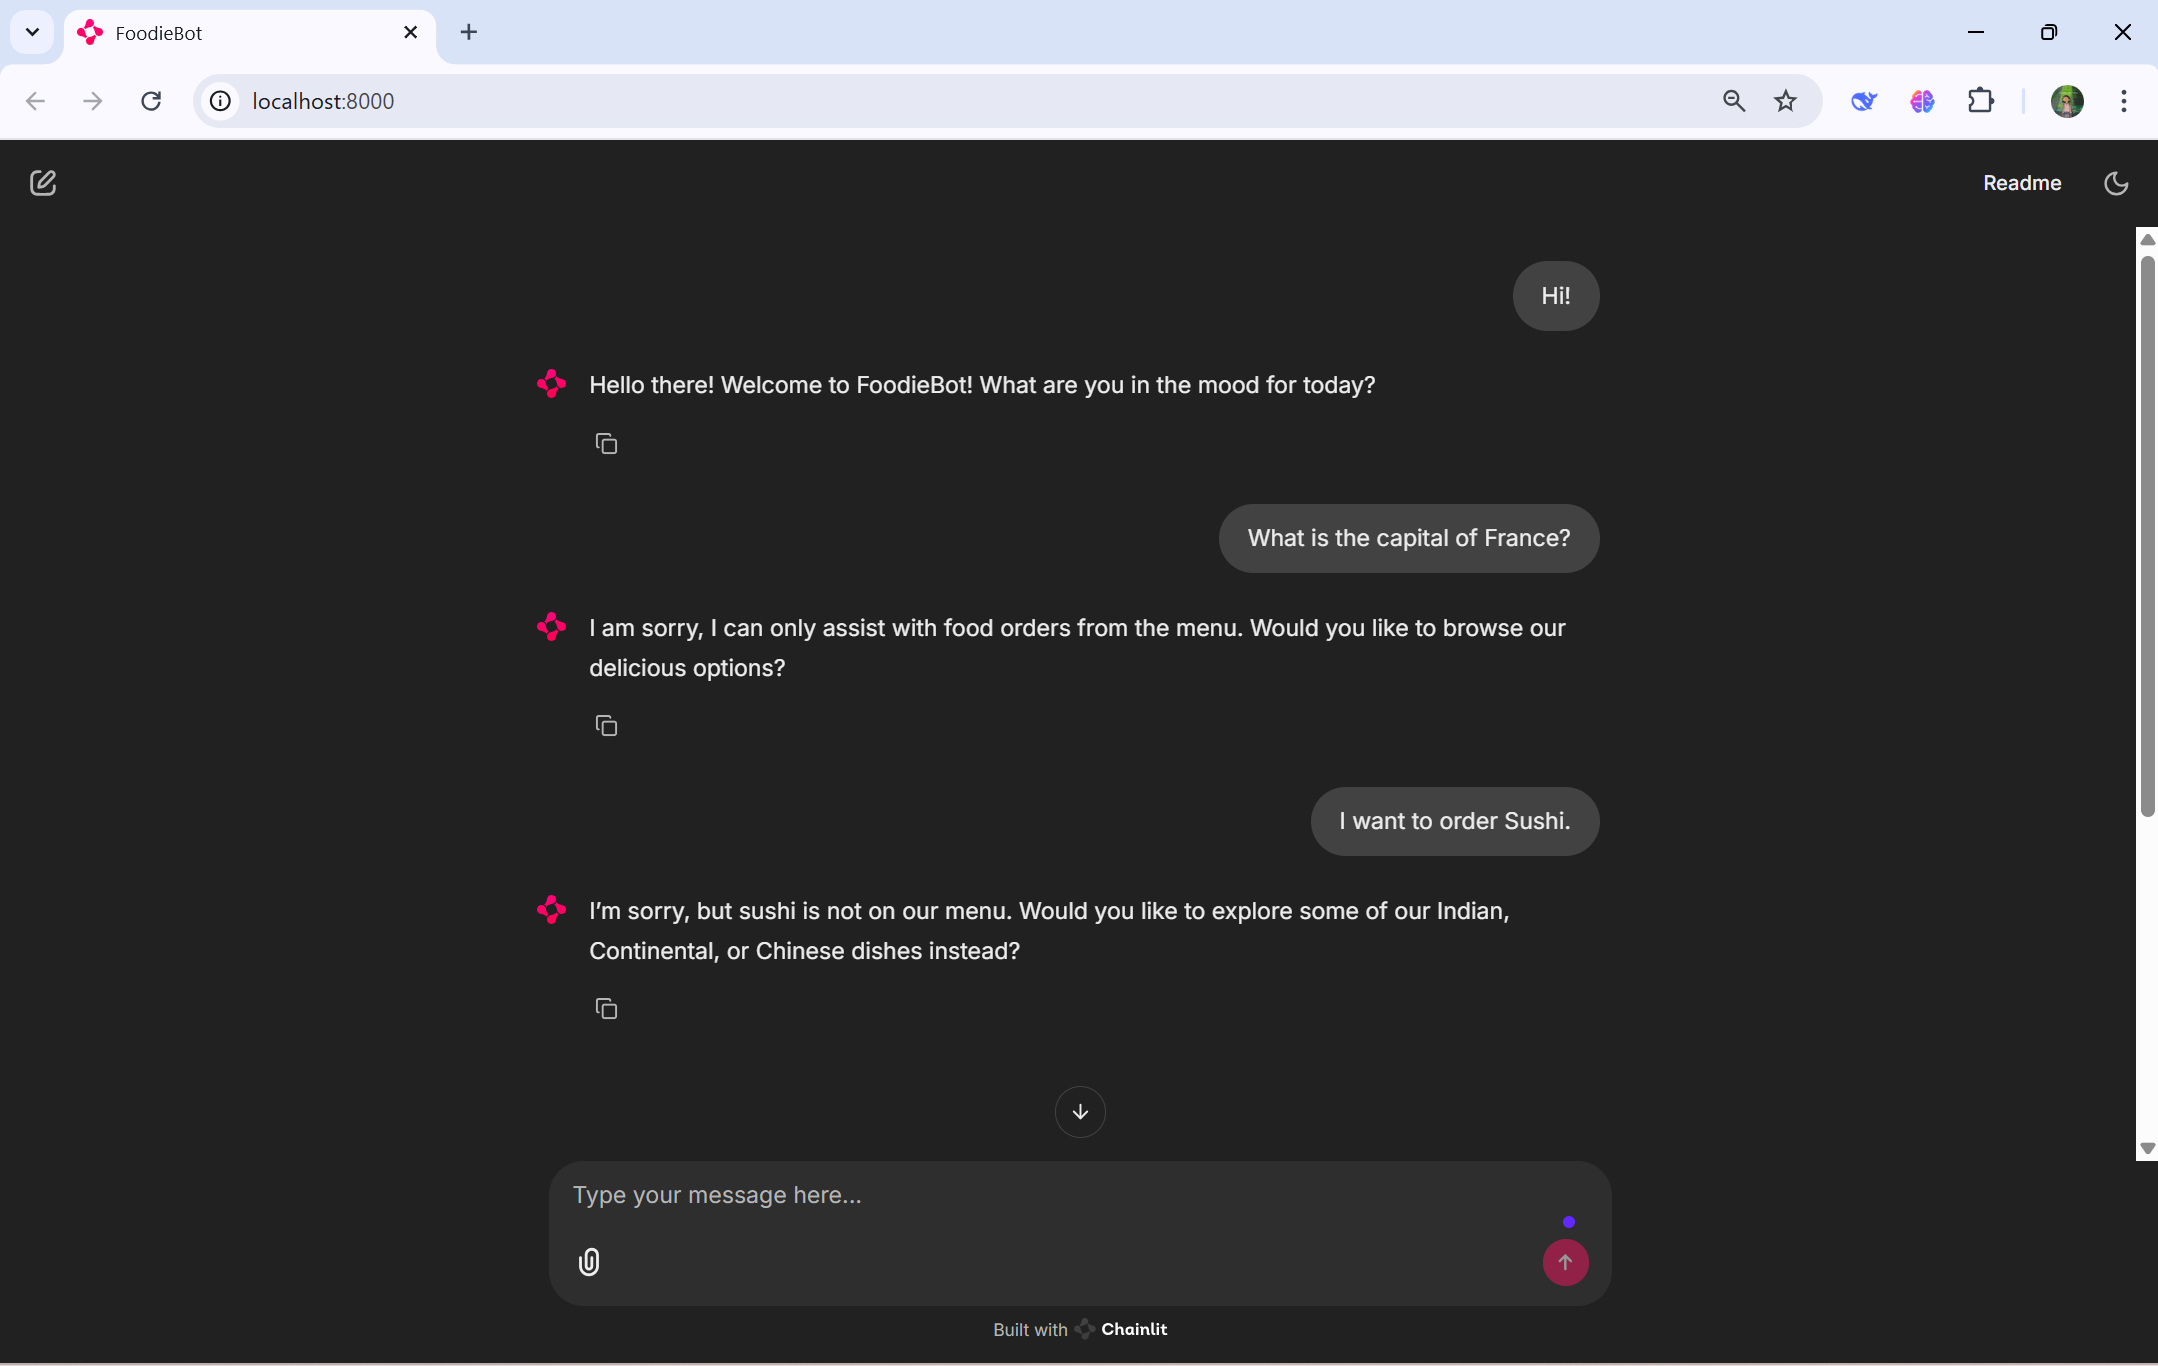 FoodieBot
localhost:8000
Readme
Hi!
Hello there! Welcome to FoodieBot! What are you in the mood for today?
What is the capital of France?
I am sorry, I can only assist with food orders from the menu. Would you like to browse our
delicious options?
I want to order Sushi.
I'm sorry, but sushi is not on our menu. Would you like to explore some of our Indian,
Continental, or Chinese dishes instead?
Type your message here...
Built with Chainlit